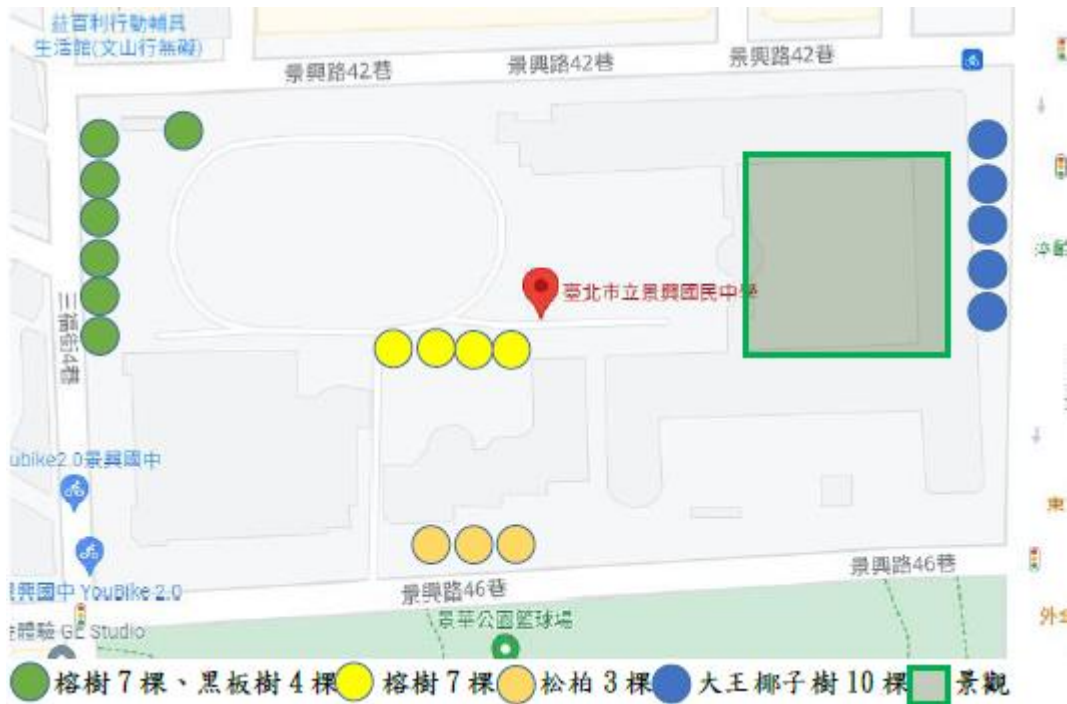 益百利行動輔具
生活館(文山行無礙)
景興路42巷
景興路42巷
景興路42巷
臺北市立景興國民中學
三福街4巷
ubike2.0景興國中
景興國中 YouBike 2.0
景興路46巷
景興路46巷
景華公園籃球場
體驗 GE Studio
東
榕樹7棵、黑板樹4棵
榕樹7棵
松柏3棵
大王椰子樹10棵
景觀